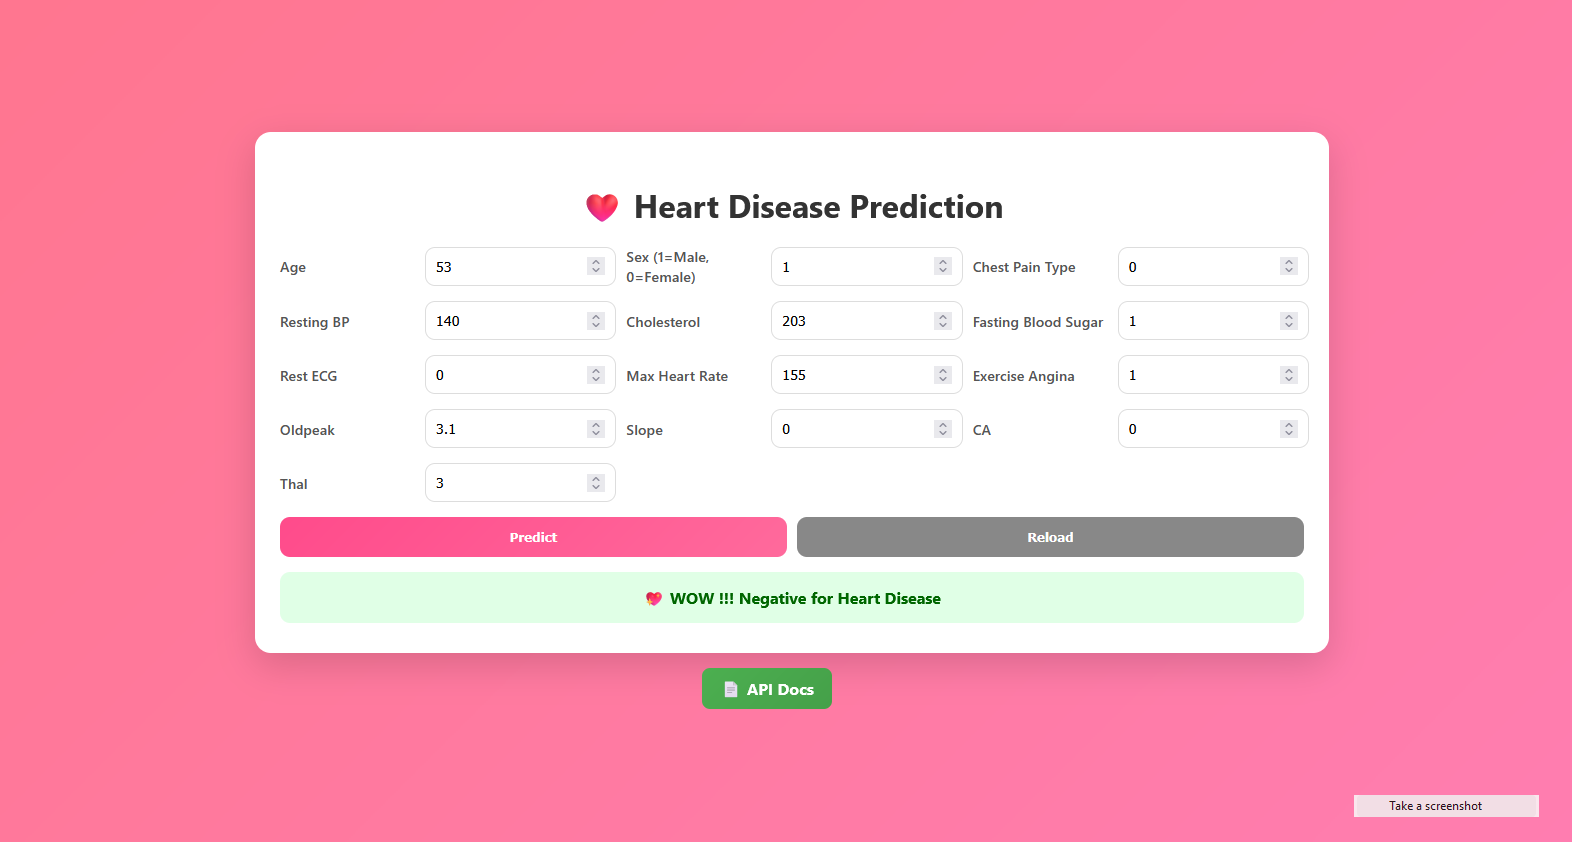 Heart Disease Prediction
Age 53 Sex (1=Male, 0=Female) 1 Chest Pain Type 0
Resting BP 140 Cholesterol 203 Fasting Blood Sugar 1
Rest ECG 0 Max Heart Rate 155 Exercise Angina 1
Oldpeak 3.1 Slope 0 CA 0
Thal 3
Predict Reload
WOW !!! Negative for Heart Disease
API Docs
Take a screenshot